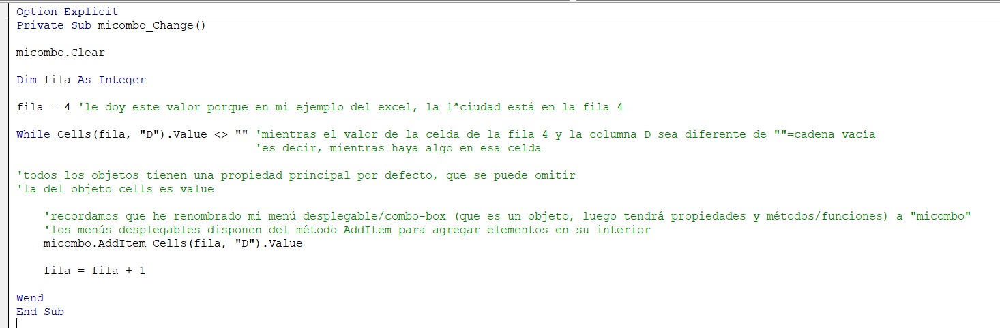 Option Explicit
Private Sub micombo_Change()
micombo.Clear
Dim fila As Integer
fila = 4 'le doy este valor porque en mi ejemplo del excel, la 1ªciudad está en la fila 4
While Cells(fila, "D").Value <> "" 'mientras el valor de la celda de la fila 4 y la columna D sea diferente de ""=cadena vacía
'es decir, mientras haya algo en esa celda
'todos los objetos tienen una propiedad principal por defecto, que se puede omitir
'la del objeto cells es value
'recordamos que he renombrado mi menú desplegable/combo-box (que es un objeto, luego tendrá propiedades y métodos/funciones) a "micombo"
'los menús desplegables disponen del método AddItem para agregar elementos en su interior
micombo.AddItem Cells(fila, "D").Value
fila = fila + 1
Wend
End Sub